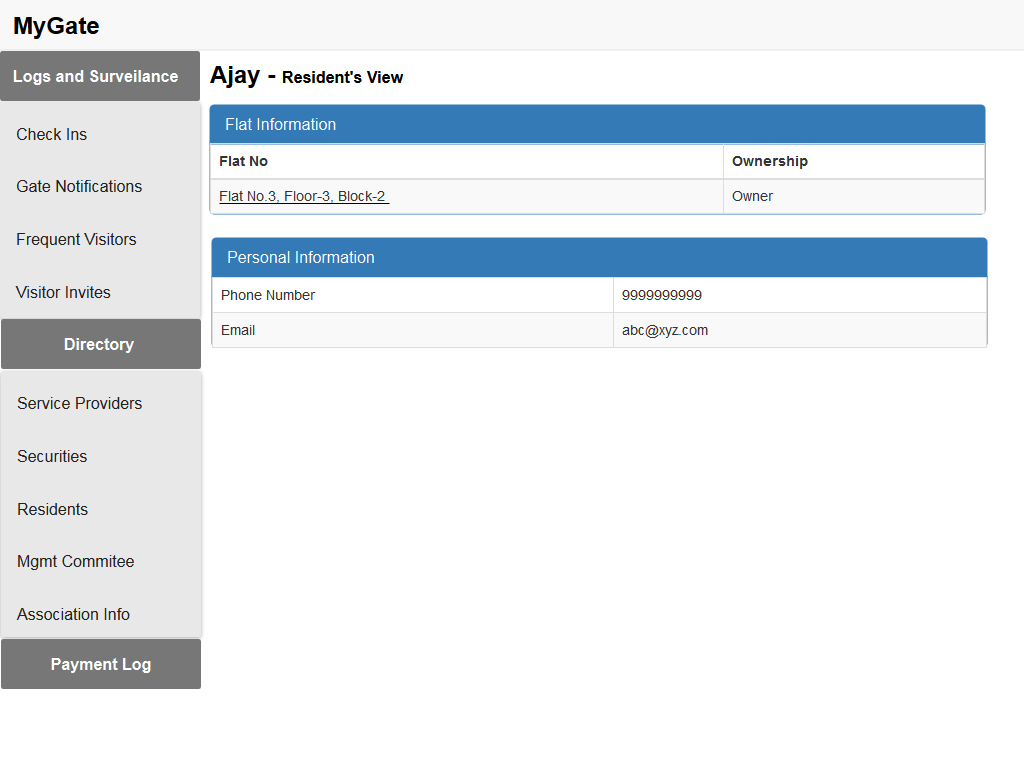 MyGate
Logs and Surveilance
Check Ins
Gate Notifications
Frequent Visitors
Visitor Invites
Directory
Service Providers
Securities
Residents
Mgmt Commitee
Association Info
Payment Log
Ajay - Resident's View
Flat Information
Flat No Ownership
Flat No.3, Floor-3, Block-2 Owner
Personal Information
Phone Number 9999999999
Email abc@xyz.com